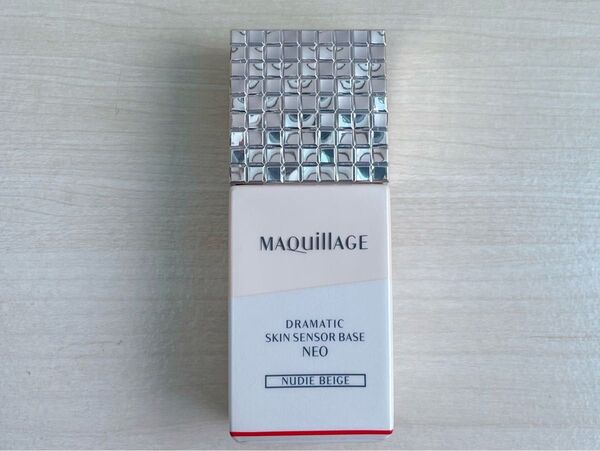 MAQuillAGE
DRAMATIC
SKIN SENSOR BASE
NEO
NUDIE BEIGE